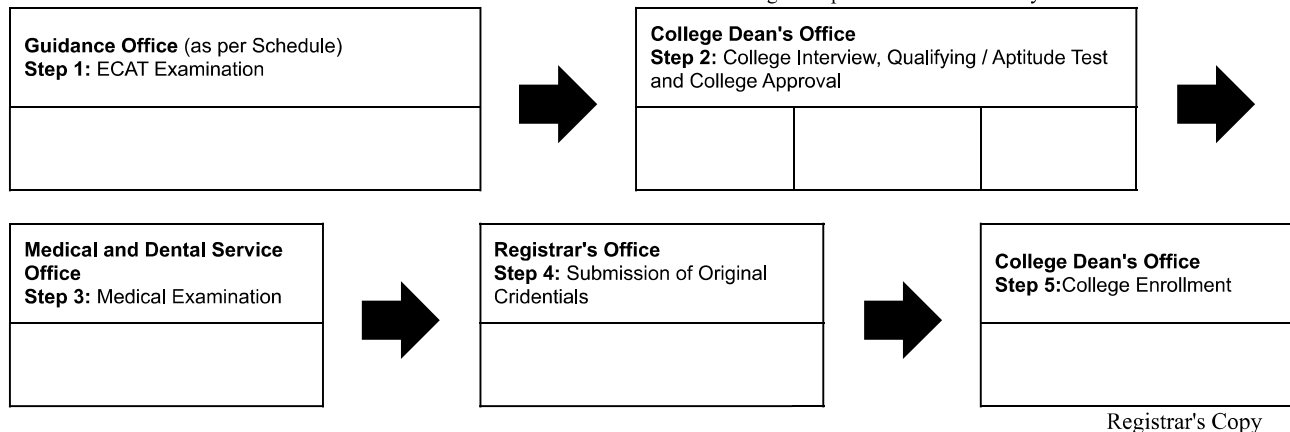 Guidance Office (as per Schedule)
Step 1: ECAT Examination
College Dean's Office
Step 2: College Interview, Qualifying / Aptitude Test
and College Approval
Medical and Dental Service
Office
Step 3: Medical Examination
Registrar's Office
Step 4: Submission of Original
Cridentials
College Dean's Office
Step 5:College Enrollment
Registrar's Copy